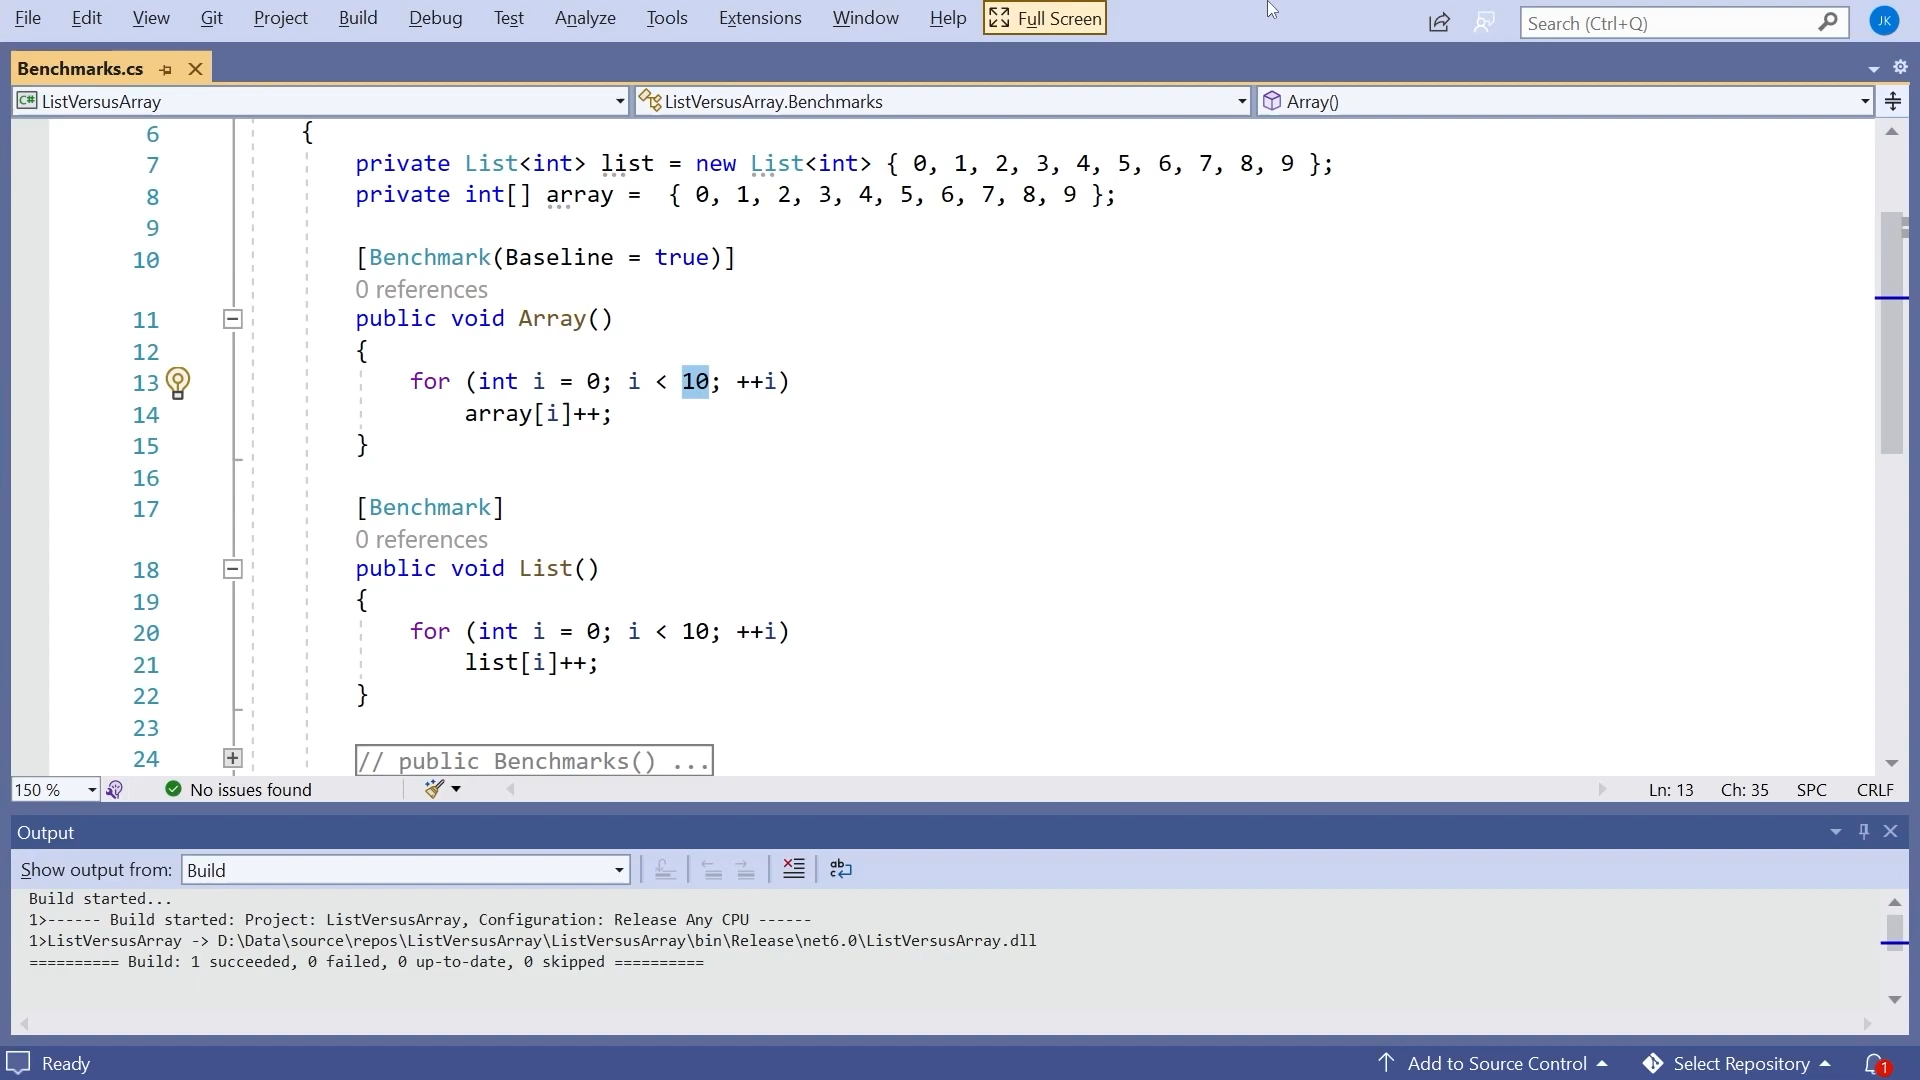 File Edit View Git Project Build Debug Test Analyze Tools Extensions Window Help Full Screen Search (Ctrl+Q) JK
Benchmarks.cs
C# ListVersusArray ListVersusArray.Benchmarks Array()
6 {
7 private List<int> list = new List<int> { 0, 1, 2, 3, 4, 5, 6, 7, 8, 9 };
8 private int[] array =  { 0, 1, 2, 3, 4, 5, 6, 7, 8, 9 };
9
10 [Benchmark(Baseline = true)]
0 references
11 public void Array()
12 {
13 for (int i = 0; i < 10; ++i)
14 array[i]++;
15 }
16
17 [Benchmark]
0 references
18 public void List()
19 {
20 for (int i = 0; i < 10; ++i)
21 list[i]++;
22 }
23
24 // public Benchmarks() ...
150 % No issues found Ln: 13 Ch: 35 SPC CRLF
Output
Show output from: Build
Build started...
1>------ Build started: Project: ListVersusArray, Configuration: Release Any CPU ------
1>ListVersusArray -> D:\Data\source\repos\ListVersusArray\ListVersusArray\bin\Release\net6.0\ListVersusArray.dll
========== Build: 1 succeeded, 0 failed, 0 up-to-date, 0 skipped ==========
Ready Add to Source Control Select Repository 1